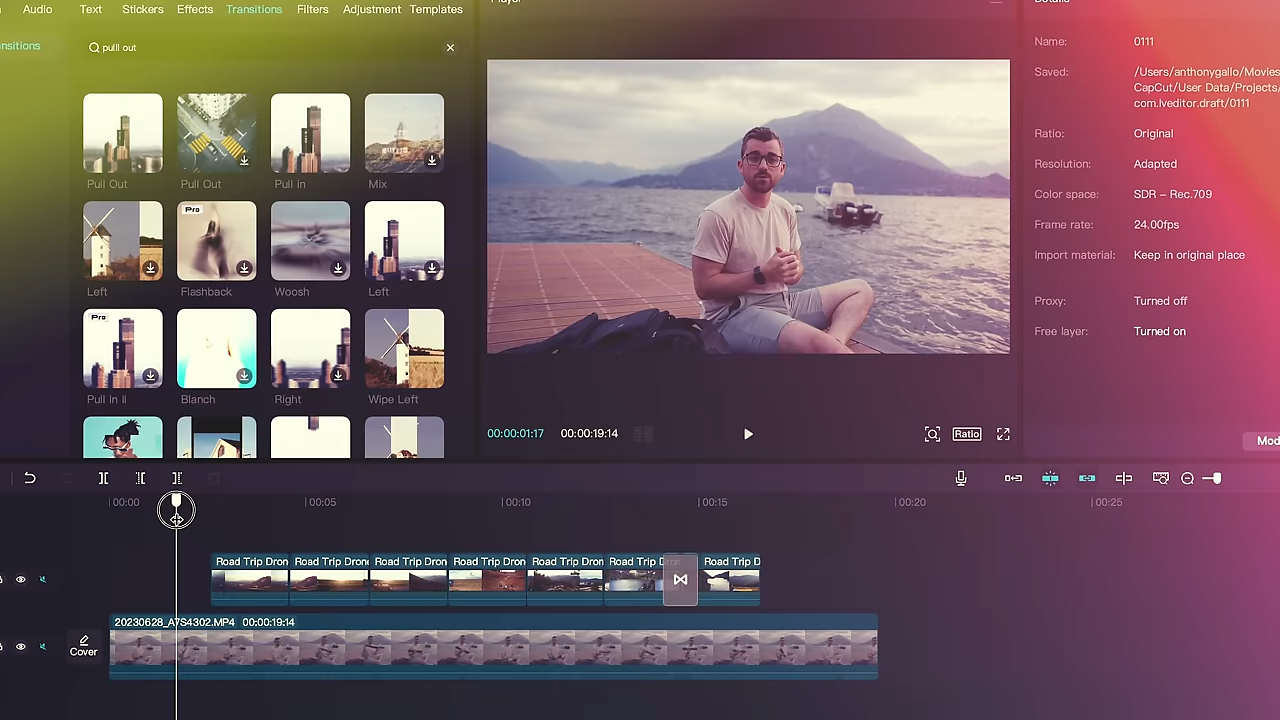 Audio
Text
Stickers
Effects
Transitions
Filters
Adjustment
Templates
nsitions
pulll out
Pull Out
Pull Out
Pull In
Mix
Left
Pro
Flashback
Woosh
Left
Pro
Pull In II
Blanch
Right
Wipe Left
Player
Details
Name: 0111
Saved: /Users/anthonygallo/Movies
CapCut/User Data/Projects/
com.lveditor.draft/0111
Ratio: Original
Resolution: Adapted
Color space: SDR – Rec.709
Frame rate: 24.00fps
Import material: Keep in original place
Proxy: Turned off
Free layer: Turned on
00:00:01:17 00:00:19:14
Ratio
Mod
00:00
00:05
00:10
00:15
00:20
00:25
Road Trip Dron
Road Trip Dron
Road Trip Dron
Road Trip Dron
Road Trip Dron
Road Trip Dron
Road Trip D
20230628_A7S4302.MP4 00:00:19:14
Cover